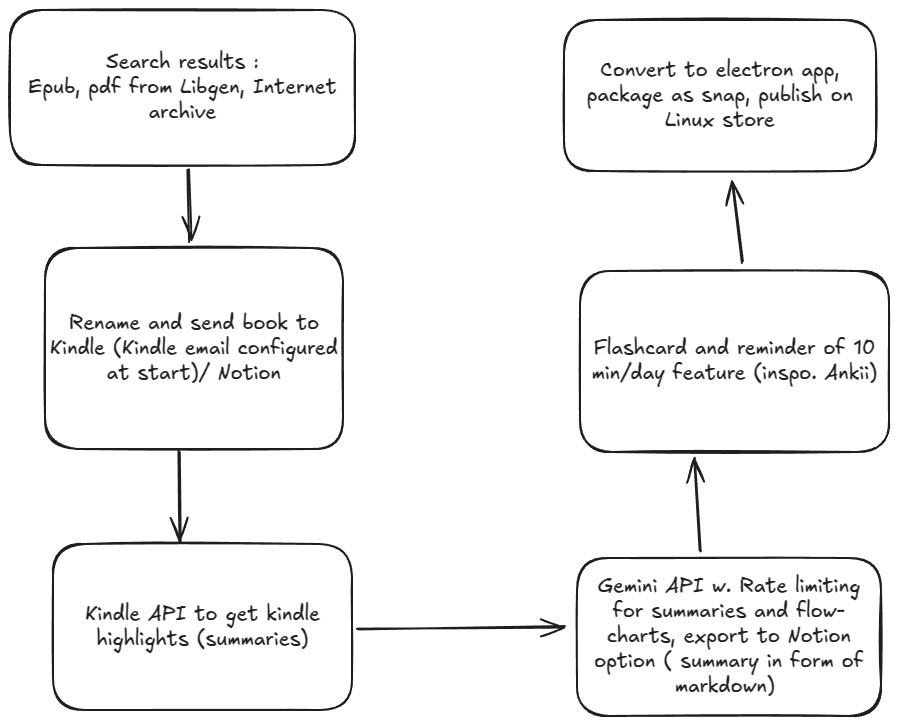 Search results :
Epub, pdf from Libgen, Internet
archive
Rename and send book to
Kindle (Kindle email configured
at start)/ Notion
Kindle API to get kindle
highlights (summaries)
Gemini API w. Rate limiting
for summaries and flow-
charts, export to Notion
option ( summary in form of
markdown)
Flashcard and reminder of 10
min/day feature (inspo. Ankii)
Convert to electron app,
package as snap, publish on
Linux store